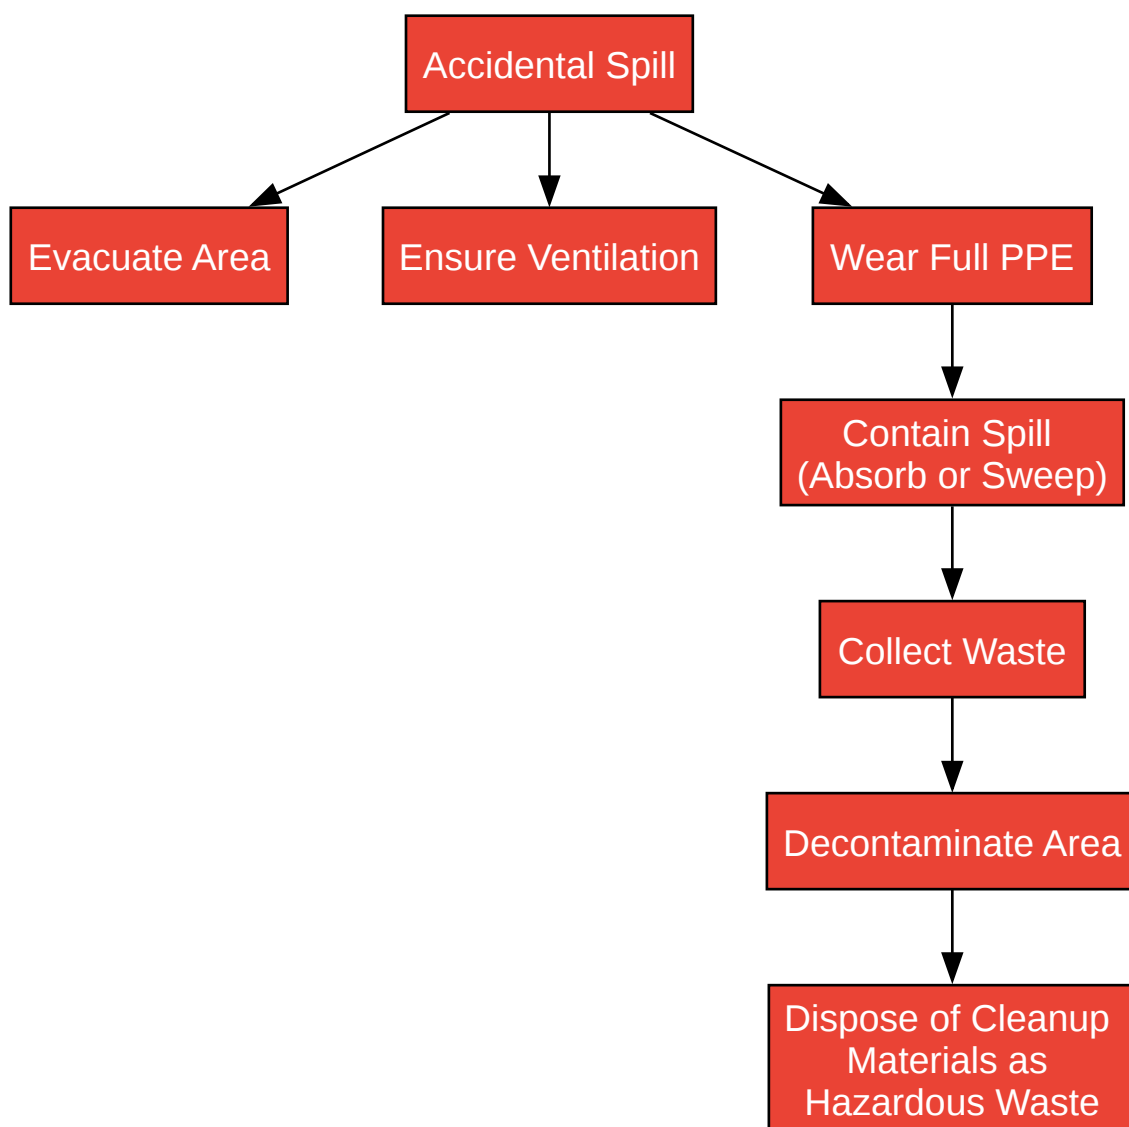 Accidental Spill
Evacuate Area
Ensure Ventilation
Wear Full PPE
Contain Spill
(Absorb or Sweep)
Collect Waste
Decontaminate Area
Dispose of Cleanup
Materials as
Hazardous Waste